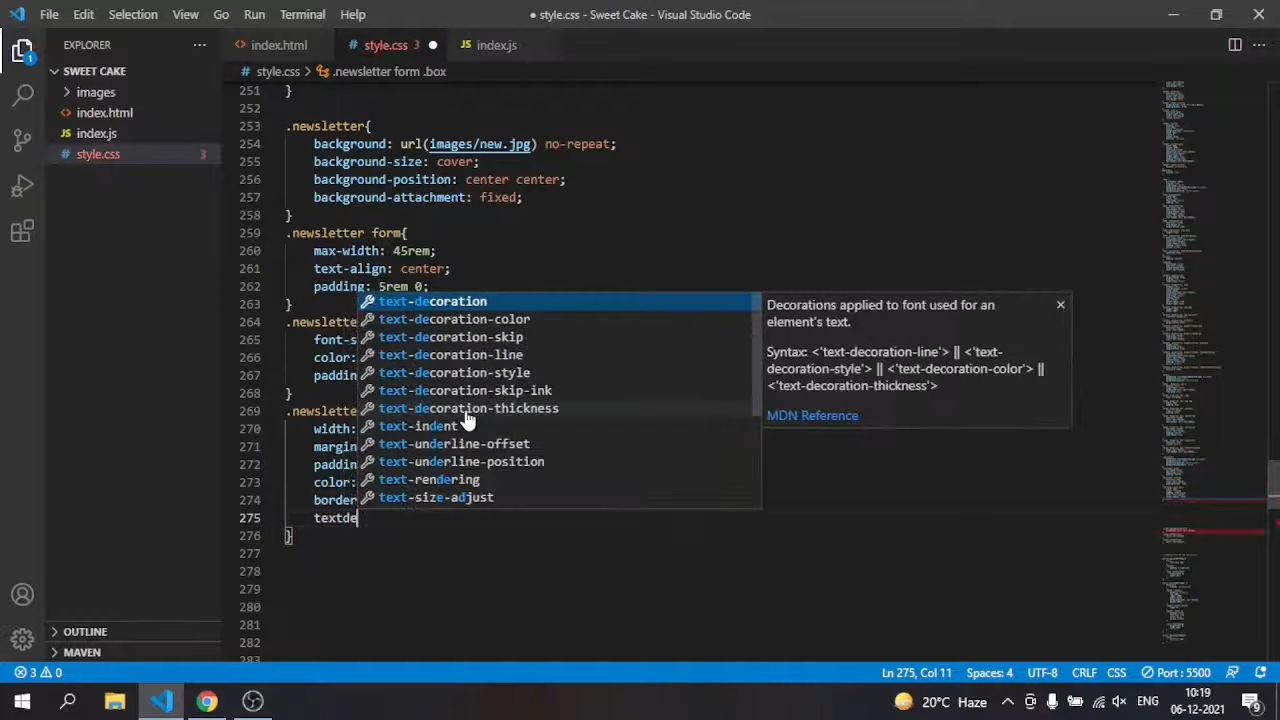 File Edit Selection View Go Run Terminal Help
● style.css - Sweet Cake - Visual Studio Code
EXPLORER
index.html
# style.css 3 ●
JS index.js
SWEET CAKE
# style.css > .newsletter form .box
images
index.html
JS index.js
# style.css 3
251 }
252
253 .newsletter{
254 background: url(images/new.jpg) no-repeat;
255 background-size: cover;
256 background-position: center center;
257 background-attachment: fixed;
258 }
259 .newsletter form{
260 max-width: 45rem;
261 text-align: center;
262 padding: 5rem 0;
263 }
264 .newslette
265 font-s
266 color:
267 paddin
268 }
269 .newslette
270 width:
271 margin
272 paddin
273 color:
274 border
275 textde
276 }
277
278
279
280
281
282
283
text-decoration
text-decoration-color
text-decoration-skip
text-decoration-line
text-decoration-style
text-decoration-skip-ink
text-decoration-thickness
text-indent
text-underline-offset
text-underline-position
text-rendering
text-size-adjust
Decorations applied to font used for an
element's text.
Syntax: <'text-decoration-line'> || <'text-
decoration-style'> || <'text-decoration-color'> ||
<'text-decoration-thickness'>
MDN Reference
1
OUTLINE
MAVEN
3 0
Ln 275, Col 11 Spaces: 4 UTF-8 CRLF CSS Port : 5500
20°C Haze ENG 10:19
06-12-2021
9